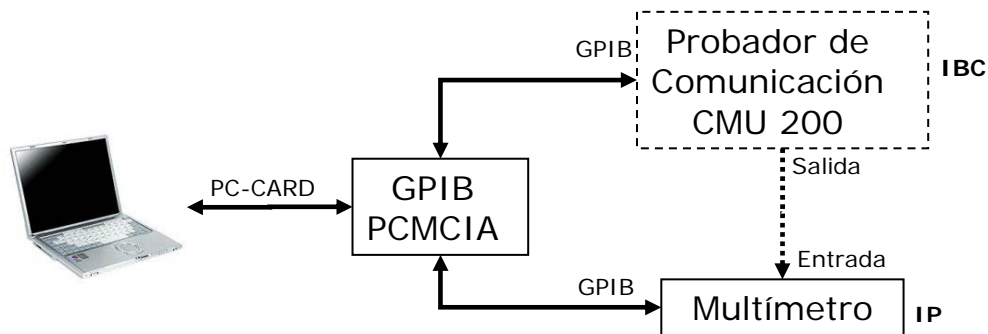 GPIB
Probador de
Comunicación
CMU 200
IBC
Salida
PC-CARD
GPIB
PCMCIA
Entrada
GPIB
Multímetro
IP